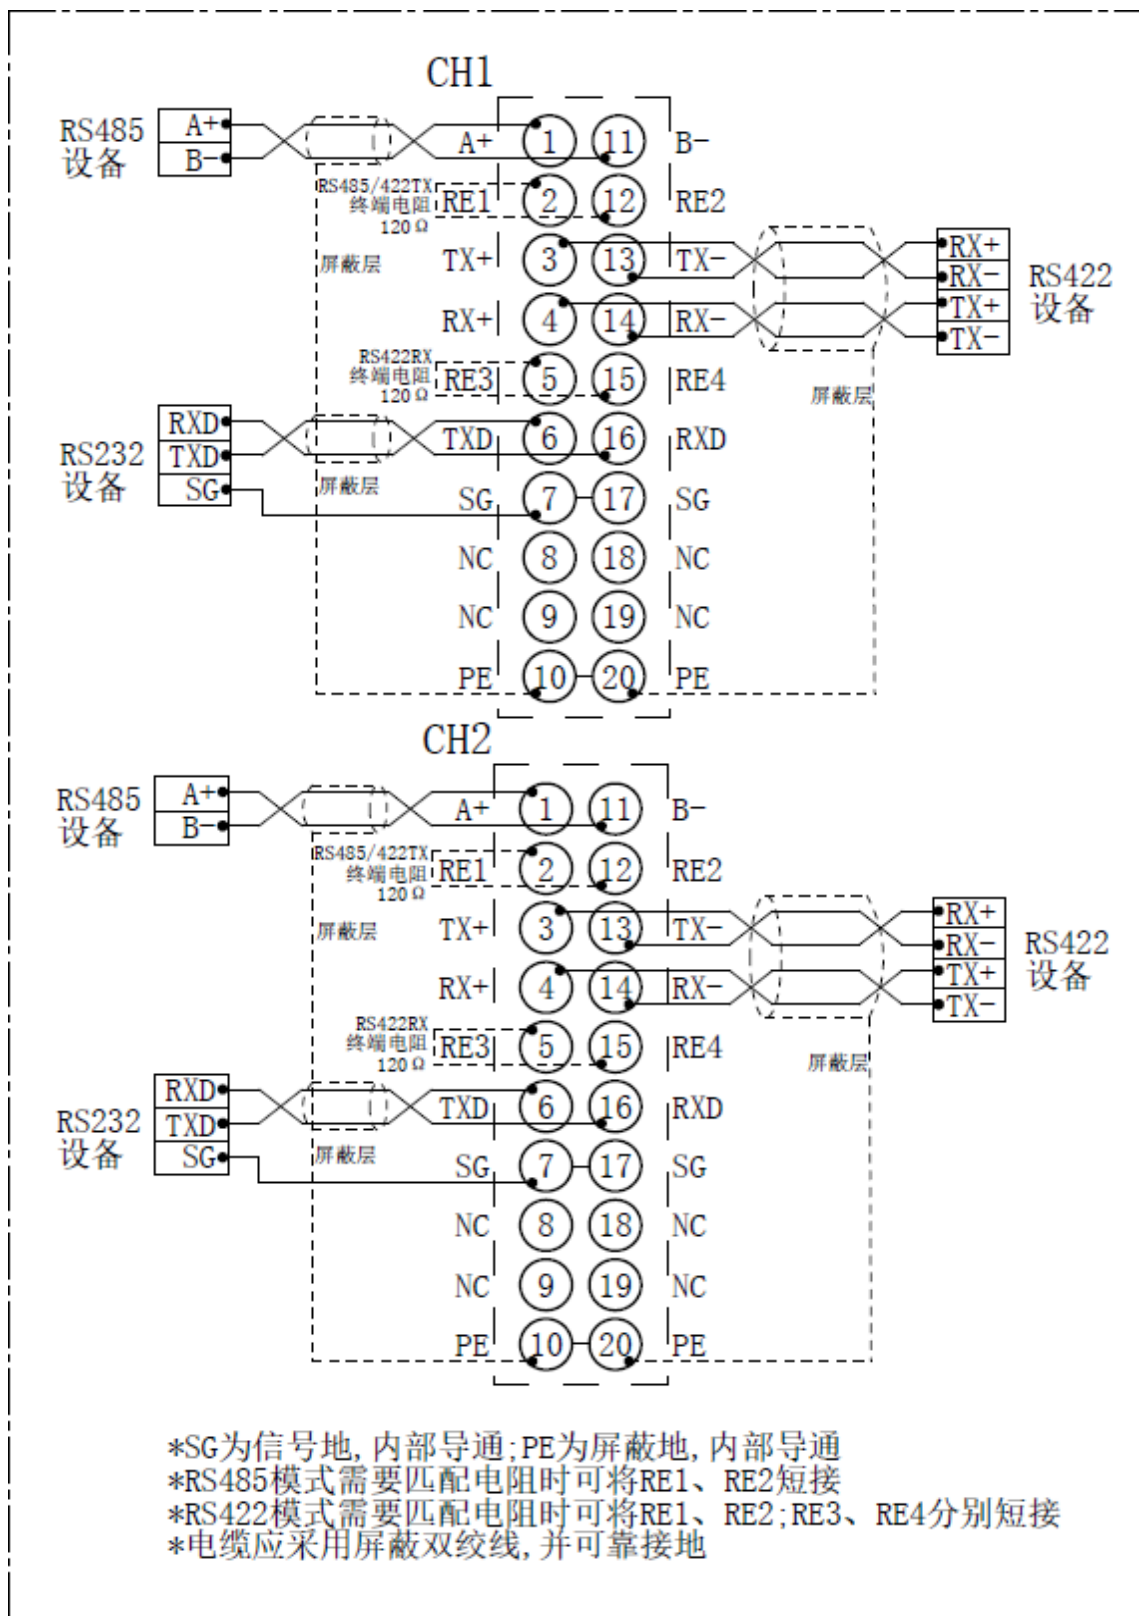 CH1
RS485
设备
A+
B-
A+ 1 11 B-
RS485/422TX
终端电阻
120Ω
RE1 2 12 RE2
屏蔽层
TX+ 3 13 TX-
RX+ 4 14 RX-
RX+
RX-
TX+
TX-
RS422
设备
RS422RX
终端电阻
120Ω
RE3 5 15 RE4
屏蔽层
RS232
设备
RXD
TXD
SG
屏蔽层
TXD 6 16 RXD
SG 7 17 SG
NC 8 18 NC
NC 9 19 NC
PE 10 20 PE
CH2
RS485
设备
A+
B-
A+ 1 11 B-
RS485/422TX
终端电阻
120Ω
RE1 2 12 RE2
屏蔽层
TX+ 3 13 TX-
RX+ 4 14 RX-
RX+
RX-
TX+
TX-
RS422
设备
RS422RX
终端电阻
120Ω
RE3 5 15 RE4
屏蔽层
RS232
设备
RXD
TXD
SG
屏蔽层
TXD 6 16 RXD
SG 7 17 SG
NC 8 18 NC
NC 9 19 NC
PE 10 20 PE
*SG为信号地,内部导通;PE为屏蔽地,内部导通
*RS485模式需要匹配电阻时可将RE1、RE2短接
*RS422模式需要匹配电阻时可将RE1、RE2;RE3、RE4分别短接
*电缆应采用屏蔽双绞线,并可靠接地